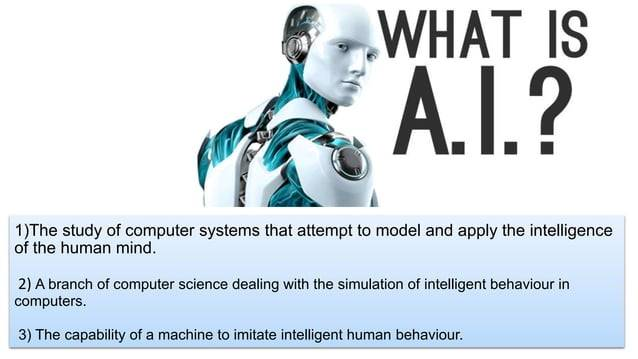 WHAT IS
A.I.?
1)The study of computer systems that attempt to model and apply the intelligence
of the human mind.
2) A branch of computer science dealing with the simulation of intelligent behaviour in
computers.
3) The capability of a machine to imitate intelligent human behaviour.